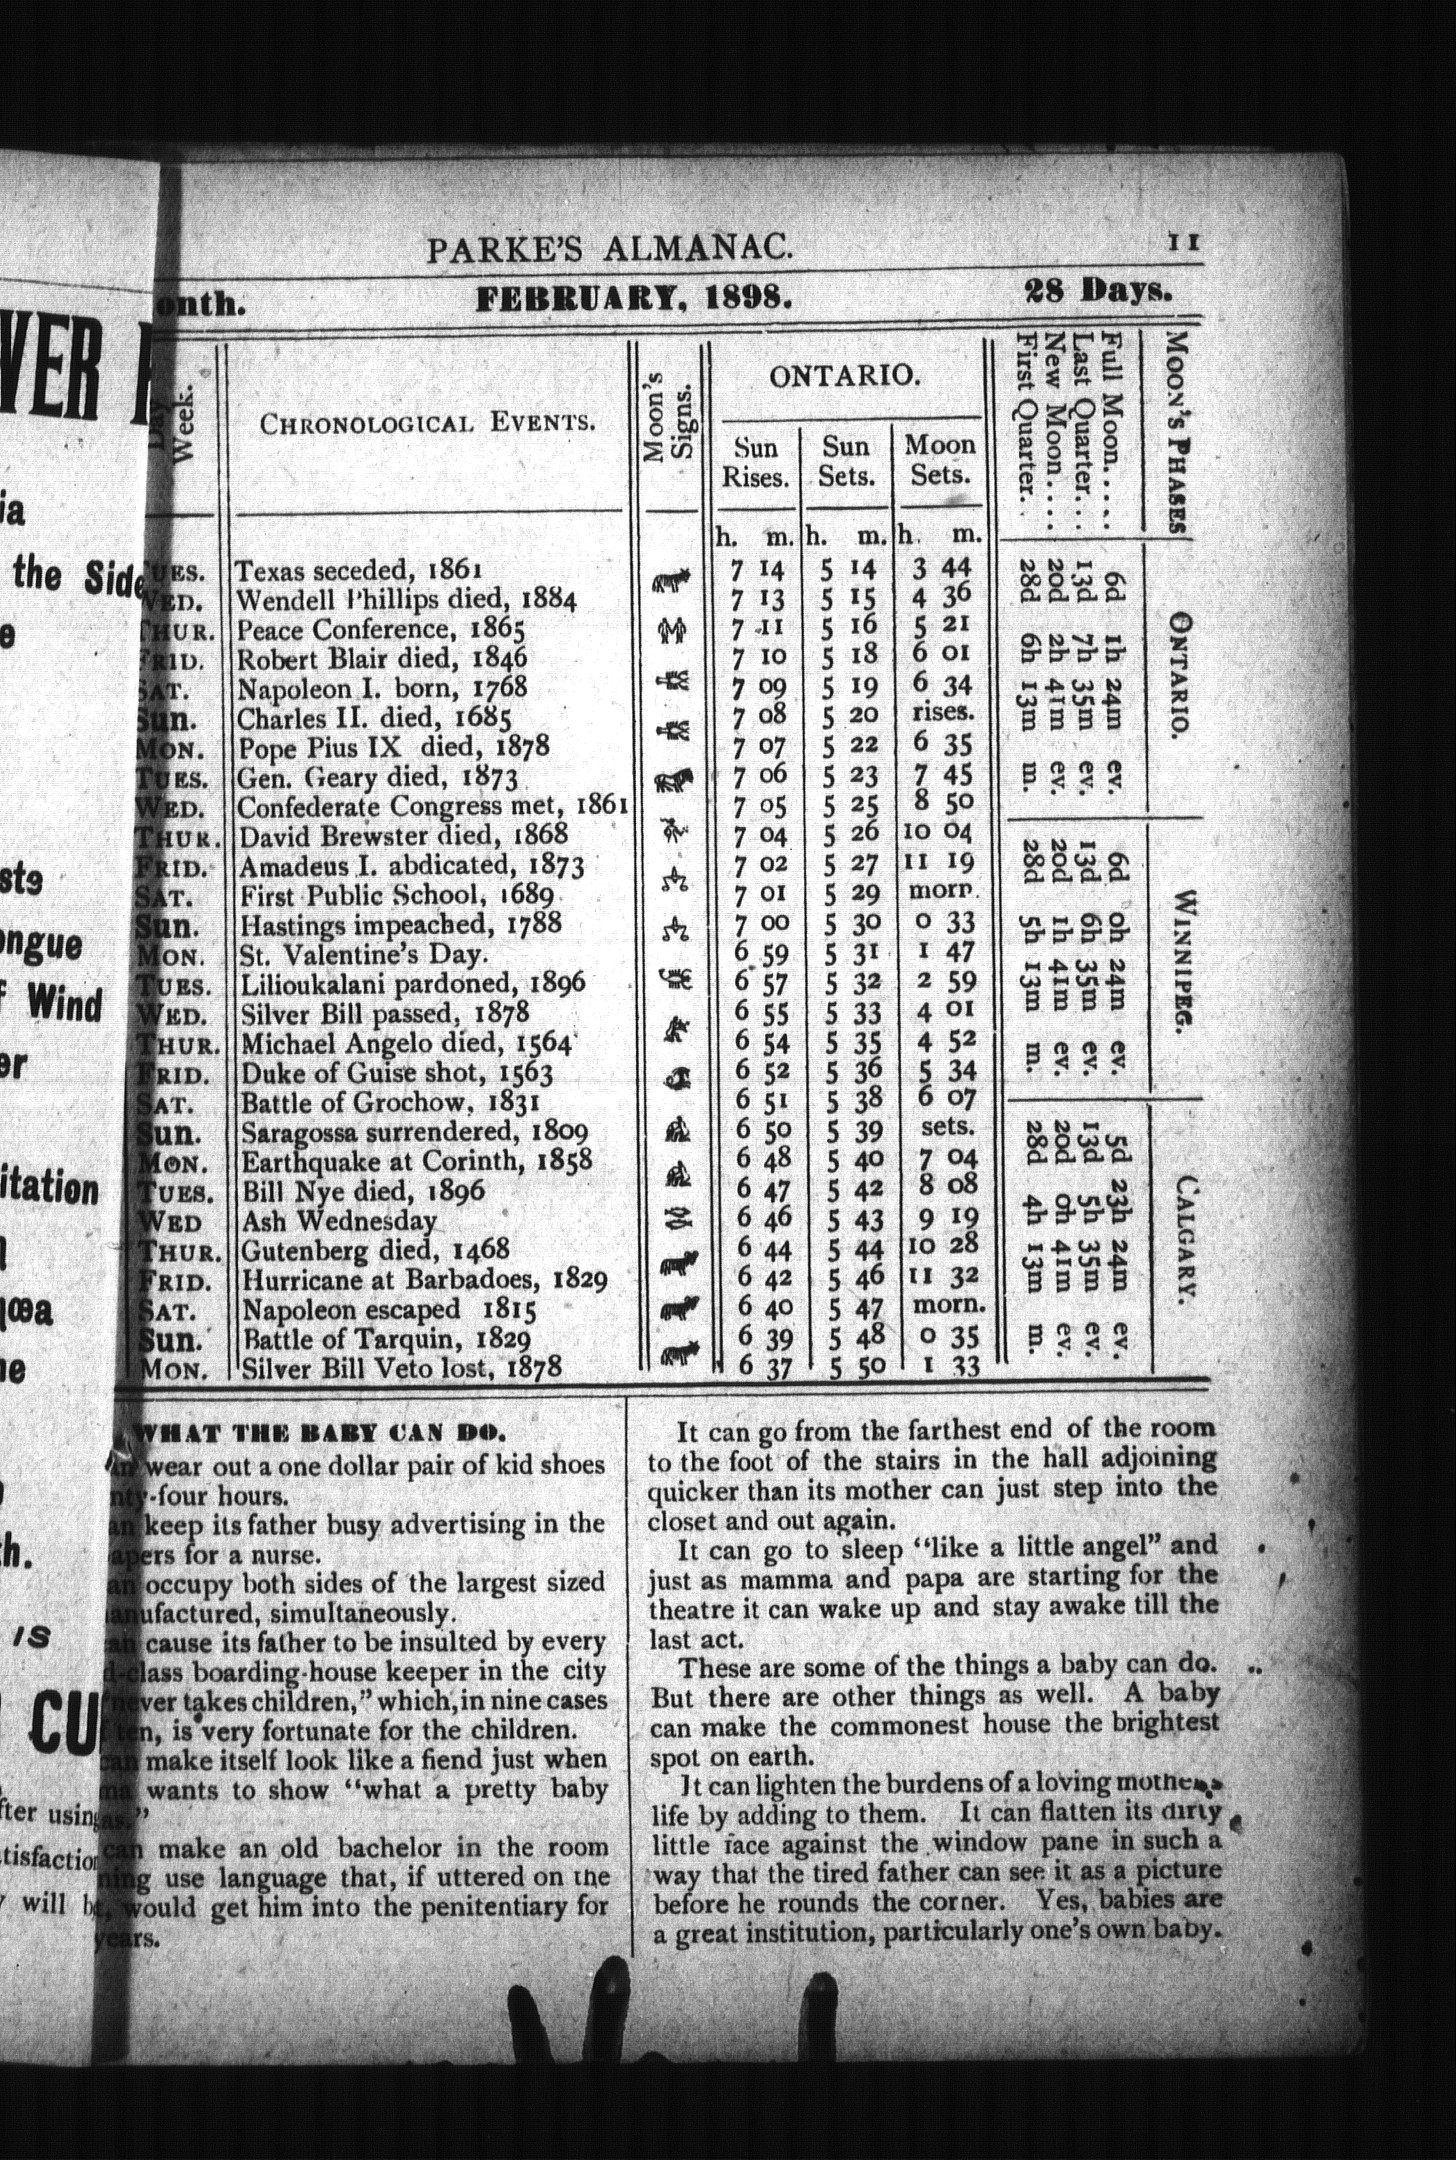 PARKE'S ALMANAC. 11
onth. FEBRUARY, 1898. 28 Days.
Day Week. CHRONOLOGICAL EVENTS. Moon's Signs. ONTARIO.
Sun Rises. Sun Sets. Moon Sets.
h. m. h. m. h. m.
TUES. Texas seceded, 1861 7 14 5 14 3 44
WED. Wendell Phillips died, 1884 7 13 5 15 4 36
THUR. Peace Conference, 1865 7 11 5 16 5 21
FRID. Robert Blair died, 1846 7 10 5 18 6 01
SAT. Napoleon I. born, 1768 7 09 5 19 6 34
Sun. Charles II. died, 1685 7 08 5 20 rises.
MON. Pope Pius IX died, 1878 7 07 5 22 6 35
TUES. Gen. Geary died, 1873 7 06 5 23 7 45
WED. Confederate Congress met, 1861 7 05 5 25 8 50
THUR. David Brewster died, 1868 7 04 5 26 10 04
FRID. Amadeus I. abdicated, 1873 7 02 5 27 11 19
SAT. First Public School, 1689 7 01 5 29 morn.
Sun. Hastings impeached, 1788 7 00 5 30 0 33
MON. St. Valentine's Day. 6 59 5 31 1 47
TUES. Lilioukalani pardoned, 1896 6 57 5 32 2 59
WED. Silver Bill passed, 1878 6 55 5 33 4 01
THUR. Michael Angelo died, 1564 6 54 5 35 4 52
FRID. Duke of Guise shot, 1563 6 52 5 36 5 34
SAT. Battle of Grochow, 1831 6 51 5 38 6 07
Sun. Saragossa surrendered, 1809 6 50 5 39 sets.
MON. Earthquake at Corinth, 1858 6 48 5 40 7 04
TUES. Bill Nye died, 1896 6 47 5 42 8 08
WED Ash Wednesday 6 46 5 43 9 19
THUR. Gutenberg died, 1468 6 44 5 44 10 28
FRID. Hurricane at Barbadoes, 1829 6 42 5 46 11 32
SAT. Napoleon escaped 1815 6 40 5 47 morn.
Sun. Battle of Tarquin, 1829 6 39 5 48 0 35
MON. Silver Bill Veto lost, 1878 6 37 5 50 1 33
MOON'S PHASES ONTARIO. WINNIPEG. CALGARY.
Full Moon..... 6d 1h 24m ev. 6d 0h 24m ev. 5d 23h 24m ev.
Last Quarter... 13d 7h 35m ev. 13d 6h 35m ev. 13d 5h 35m ev.
New Moon.... 20d 2h 41m ev. 20d 1h 41m ev. 20d 0h 41m ev.
First Quarter.. 28d 6h 13m m. 28d 5h 13m m. 28d 4h 13m m.
WHAT THE BABY CAN DO.
an wear out a one dollar pair of kid shoes
nty-four hours.
an keep its father busy advertising in the
apers for a nurse.
an occupy both sides of the largest sized
anufactured, simultaneously.
an cause its father to be insulted by every
d-class boarding-house keeper in the city
"never takes children," which, in nine cases
f ten, is very fortunate for the children.
can make itself look like a fiend just when
ma wants to show "what a pretty baby
as."
can make an old bachelor in the room
ning use language that, if uttered on the
t, would get him into the penitentiary for
years.
It can go from the farthest end of the room
to the foot of the stairs in the hall adjoining
quicker than its mother can just step into the
closet and out again.
It can go to sleep "like a little angel" and
just as mamma and papa are starting for the
theatre it can wake up and stay awake till the
last act.
These are some of the things a baby can do.
But there are other things as well. A baby
can make the commonest house the brightest
spot on earth.
It can lighten the burdens of a loving mother's
life by adding to them. It can flatten its dirty
little face against the window pane in such a
way that the tired father can see it as a picture
before he rounds the corner. Yes, babies are
a great institution, particularly one's own baby.
VER
ia
the Side
e
ongue
Wind
er
itation
he
th.
IS
CU
fter using
tisfaction
will b